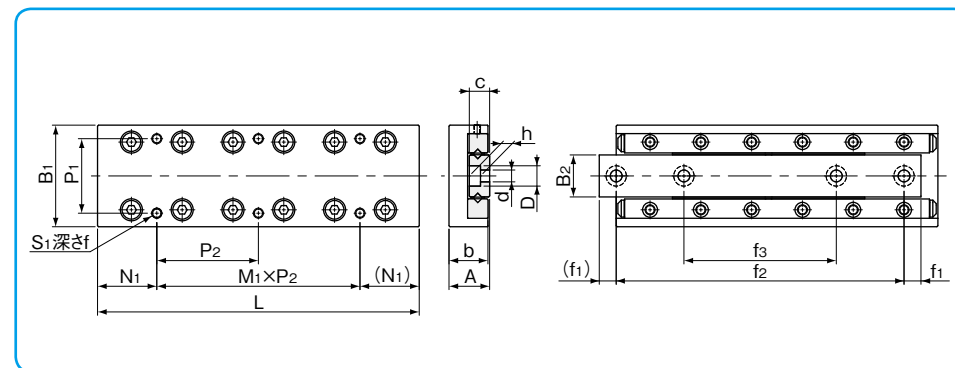 B1
P1
S1深さf
P2
N1
M1×P2
(N1)
L
c
h
d
D
b
A
B2
(f1)
f3
f2
f1